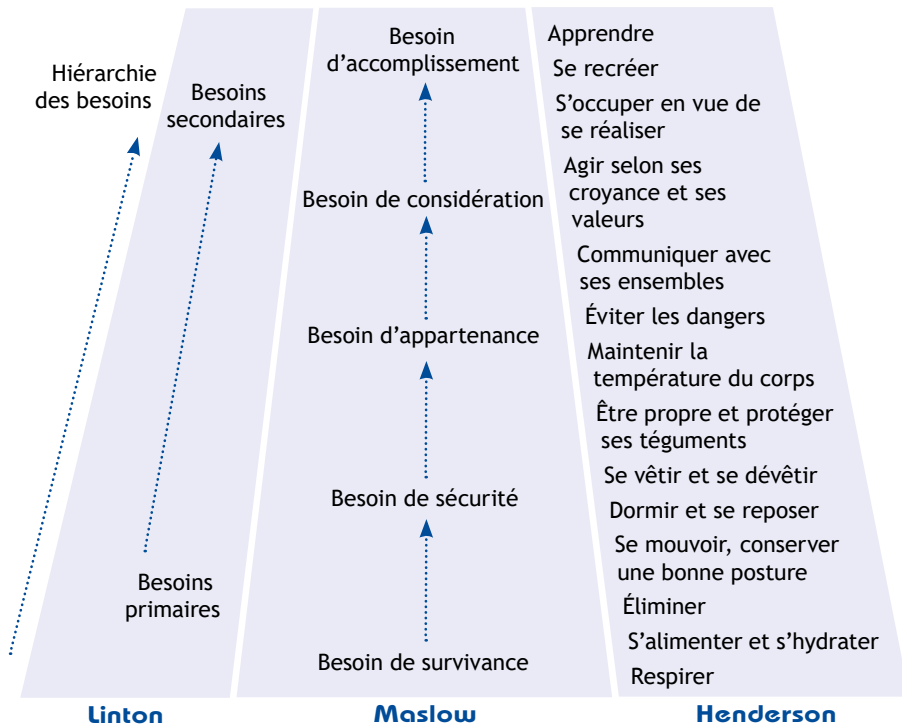 Hiérarchie
des besoins
Besoins
secondaires
Besoins
primaires
Linton
Besoin
d'accomplissement
Besoin de considération
Besoin d'appartenance
Besoin de sécurité
Besoin de survivance
Maslow
Apprendre
Se recréer
S'occuper en vue de
se réaliser
Agir selon ses
croyance et ses
valeurs
Communiquer avec
ses ensembles
Éviter les dangers
Maintenir la
température du corps
Être propre et protéger
ses téguments
Se vêtir et se dévêtir
Dormir et se reposer
Se mouvoir, conserver
une bonne posture
Éliminer
S'alimenter et s'hydrater
Respirer
Henderson